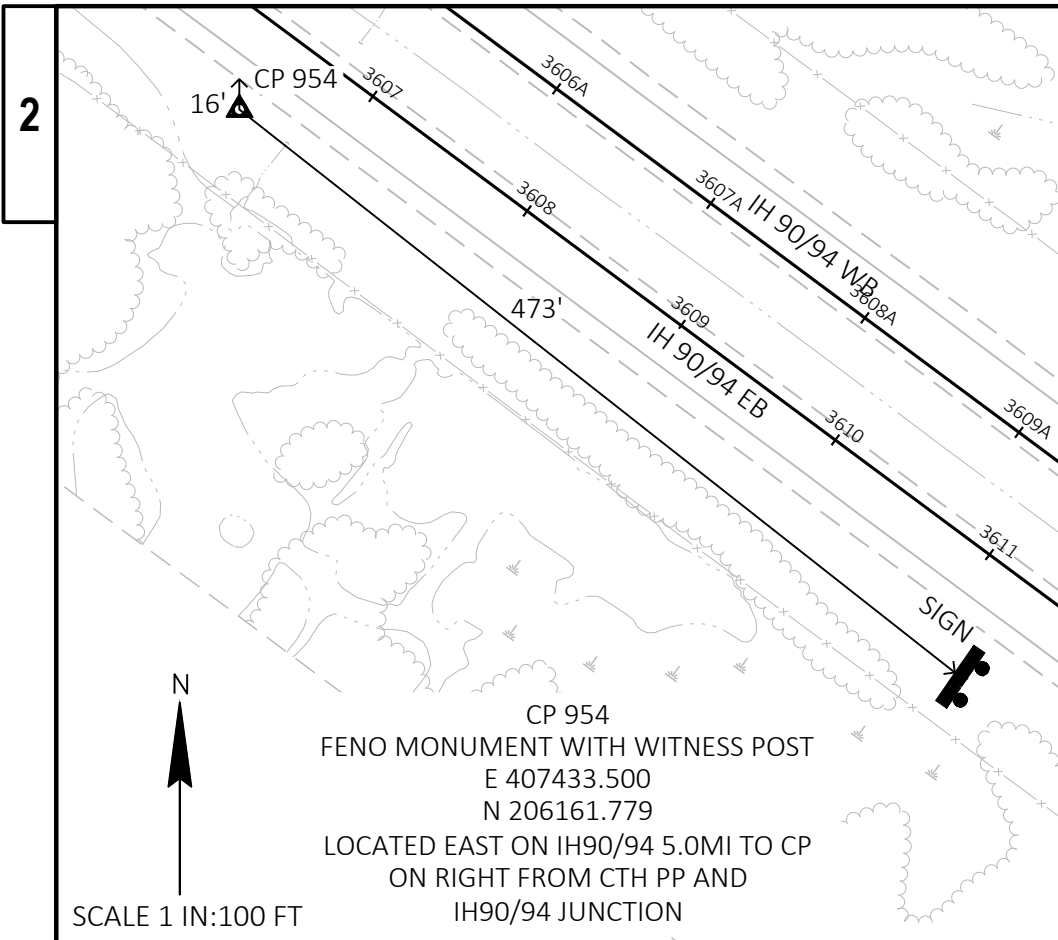 2
CP 954
16'
3607
3606A
3608
3607A
IH 90/94 WB
3608A
473'
3609
IH 90/94 EB
3610
3609A
3611
SIGN
N
SCALE 1 IN:100 FT
CP 954
FENO MONUMENT WITH WITNESS POST
E 407433.500
N 206161.779
LOCATED EAST ON IH90/94 5.0MI TO CP
ON RIGHT FROM CTH PP AND
IH90/94 JUNCTION